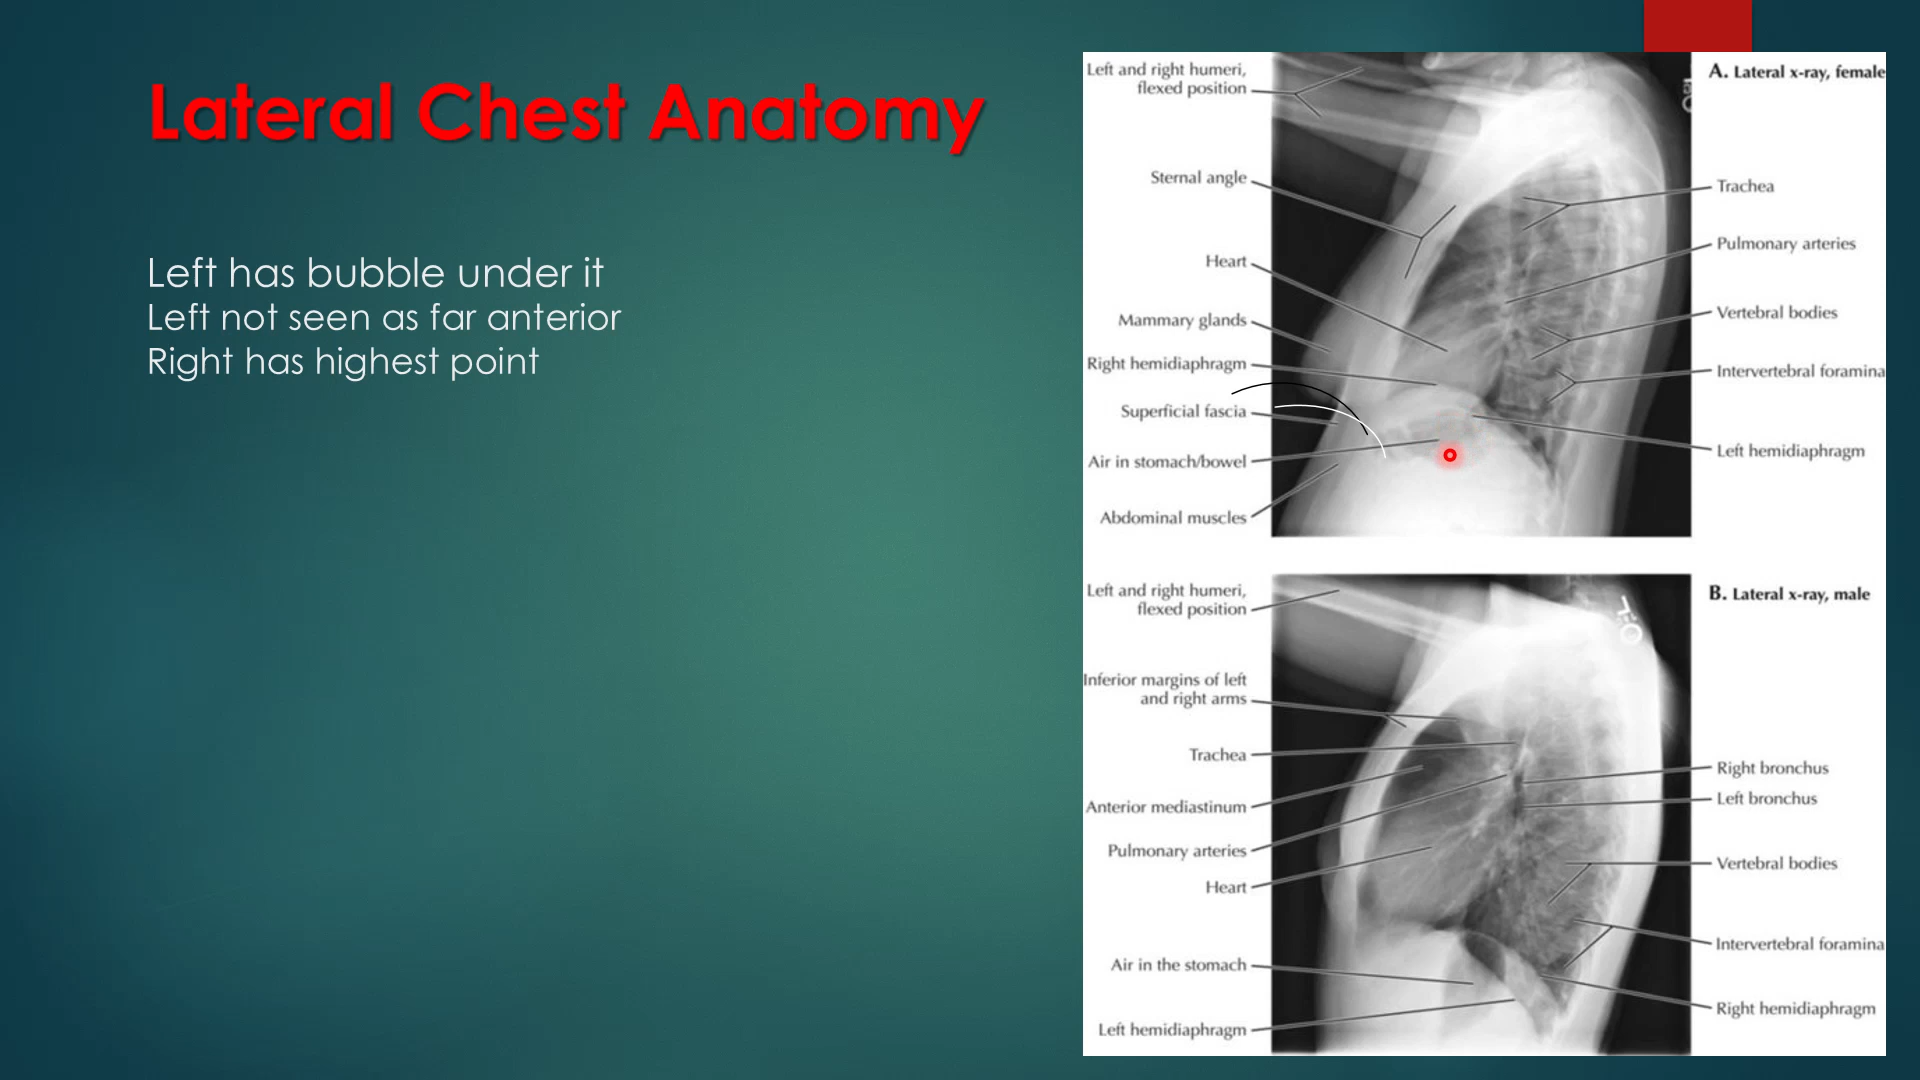 Lateral Chest Anatomy
Left has bubble under it
Left not seen as far anterior
Right has highest point
A. Lateral x-ray, female
Left and right humeri,
flexed position
Sternal angle
Heart
Mammary glands
Right hemidiaphragm
Superficial fascia
Air in stomach/bowel
Abdominal muscles
Trachea
Pulmonary arteries
Vertebral bodies
Intervertebral foramina
Left hemidiaphragm
B. Lateral x-ray, male
Left and right humeri,
flexed position
Inferior margins of left
and right arms
Trachea
Anterior mediastinum
Pulmonary arteries
Heart
Air in the stomach
Left hemidiaphragm
Right bronchus
Left bronchus
Vertebral bodies
Intervertebral foramina
Right hemidiaphragm